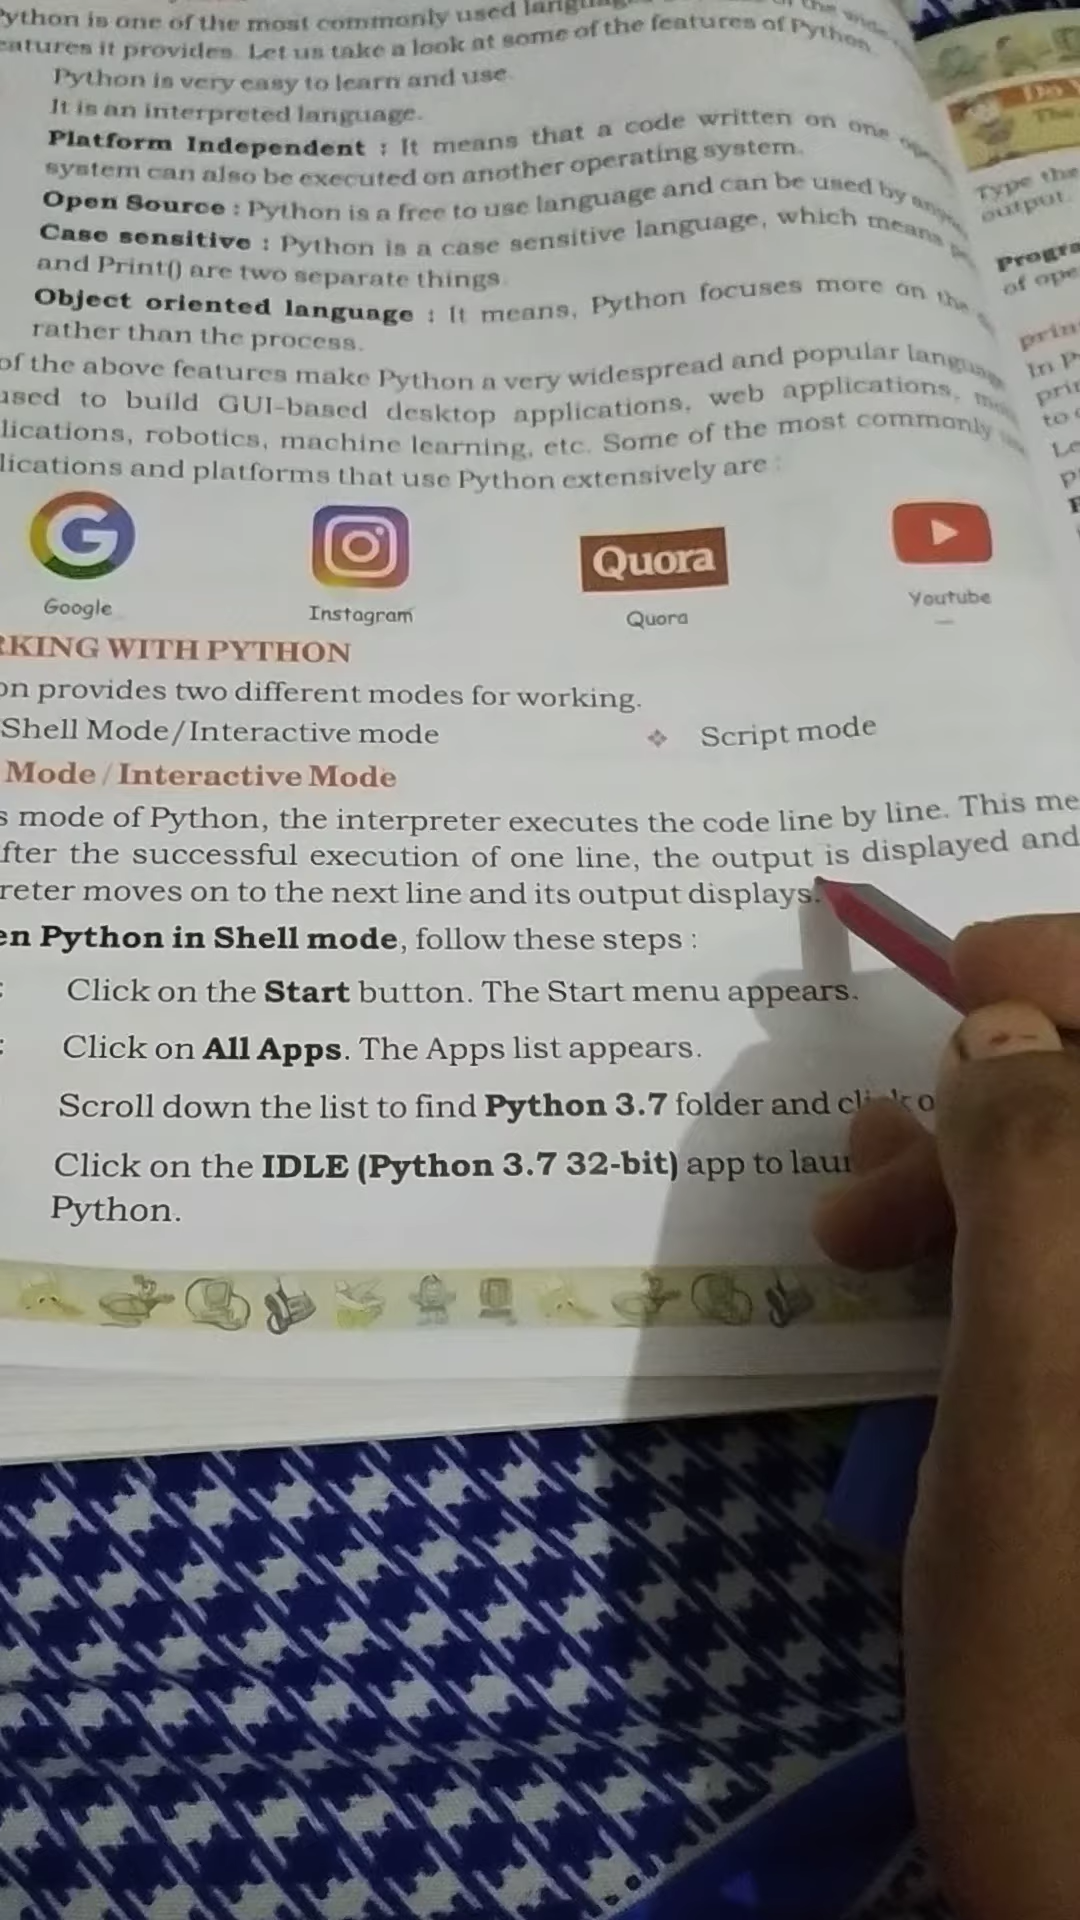 Python is one of the most commonly used
eatures it provides. Let us take a look at some of the features of Python.
Python is very easy to learn and use.
It is an interpreted language.
Platform Independent : It means that a code written on one
system can also be executed on another operating system.
Open Source : Python is a free to use language and can be used by
Case sensitive : Python is a case sensitive language, which means
and Print() are two separate things.
Object oriented language : It means, Python focuses more on the
rather than the process.
of the above features make Python a very widespread and popular
used to build GUI-based desktop applications, web applications,
lications, robotics, machine learning, etc. Some of the most commonly
lications and platforms that use Python extensively are :
G
Quora
Google
Instagram
Quora
Youtube
RKING WITH PYTHON
on provides two different modes for working.
Shell Mode/Interactive mode
❖ Script mode
Mode/Interactive Mode
s mode of Python, the interpreter executes the code line by line. This me
fter the successful execution of one line, the output is displayed and
reter moves on to the next line and its output displays.
en Python in Shell mode, follow these steps :
: Click on the Start button. The Start menu appears.
: Click on All Apps. The Apps list appears.
Scroll down the list to find Python 3.7 folder and
Click on the IDLE (Python 3.7 32-bit) app to
Python.
Do
The
Type the
output.
Progra
of ope
prin
In P
pri
to
Le